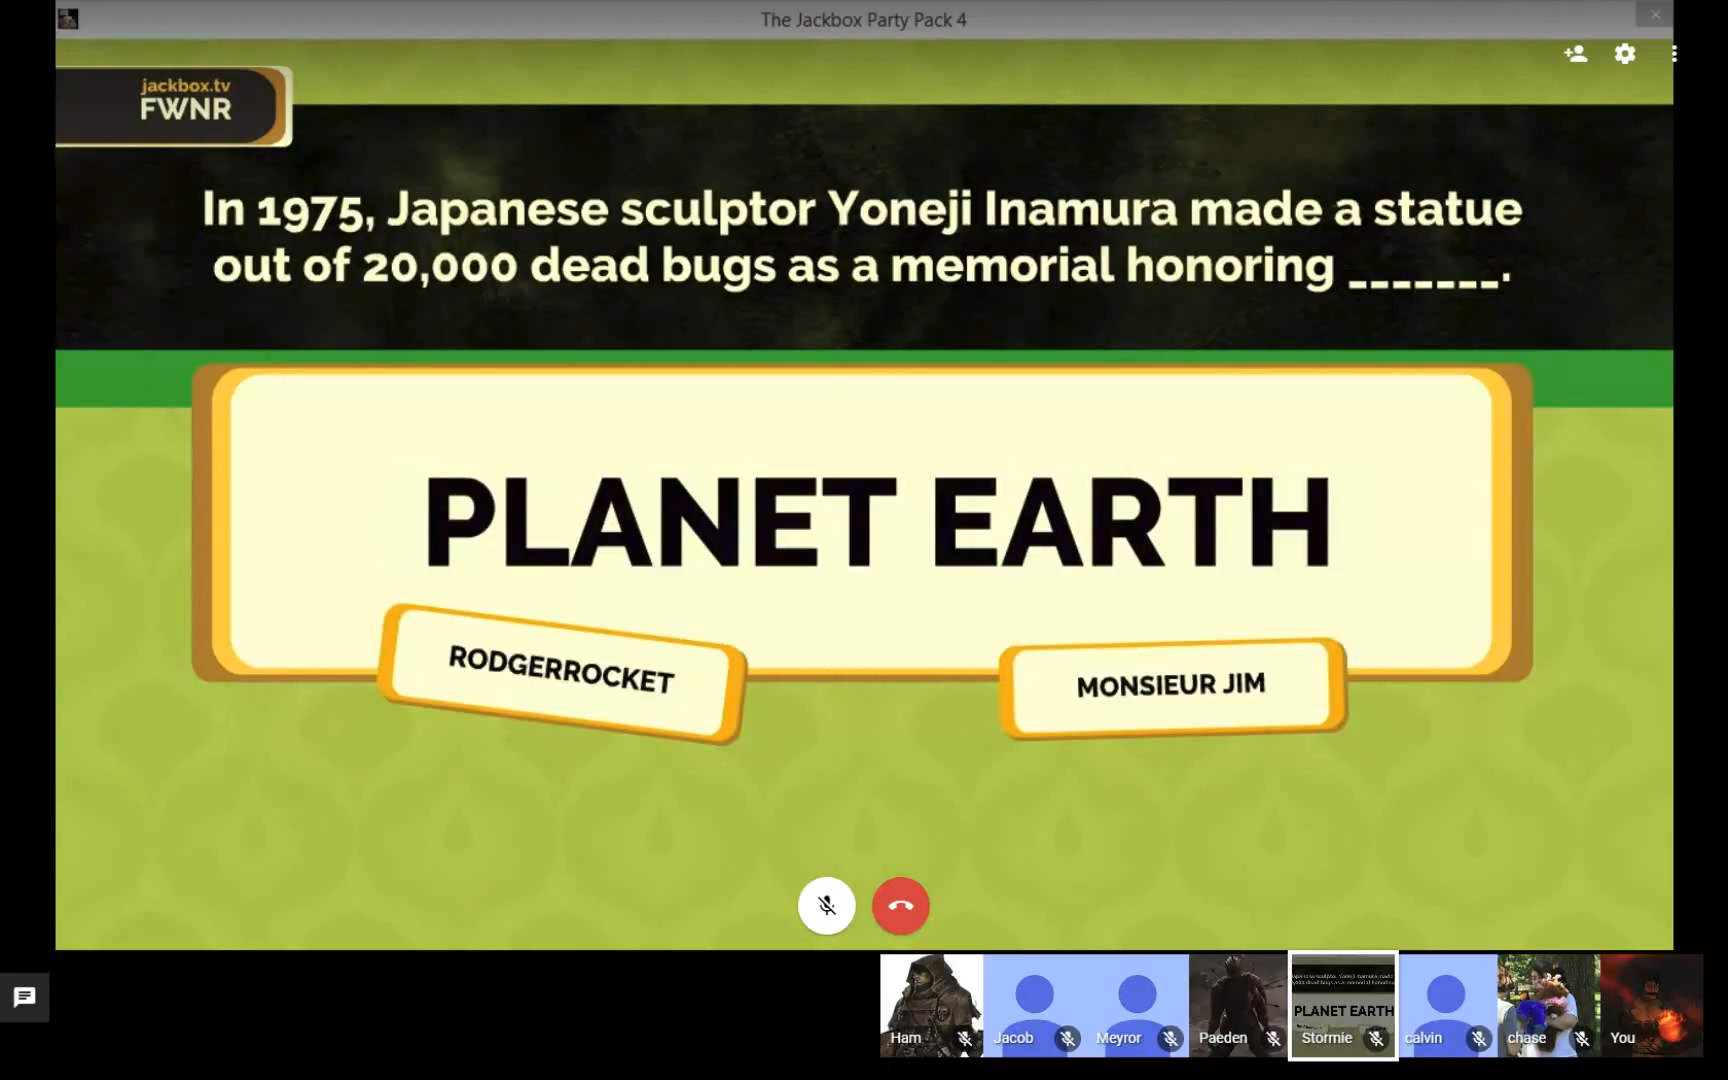 The Jackbox Party Pack 4
jackbox.tv
FWNR
In 1975, Japanese sculptor Yoneji Inamura made a statue
out of 20,000 dead bugs as a memorial honoring _______.
PLANET EARTH
RODGERROCKET
MONSIEUR JIM
PLANET EARTH
Ham
Jacob
Meyror
Paeden
Stormie
calvin
chase
You